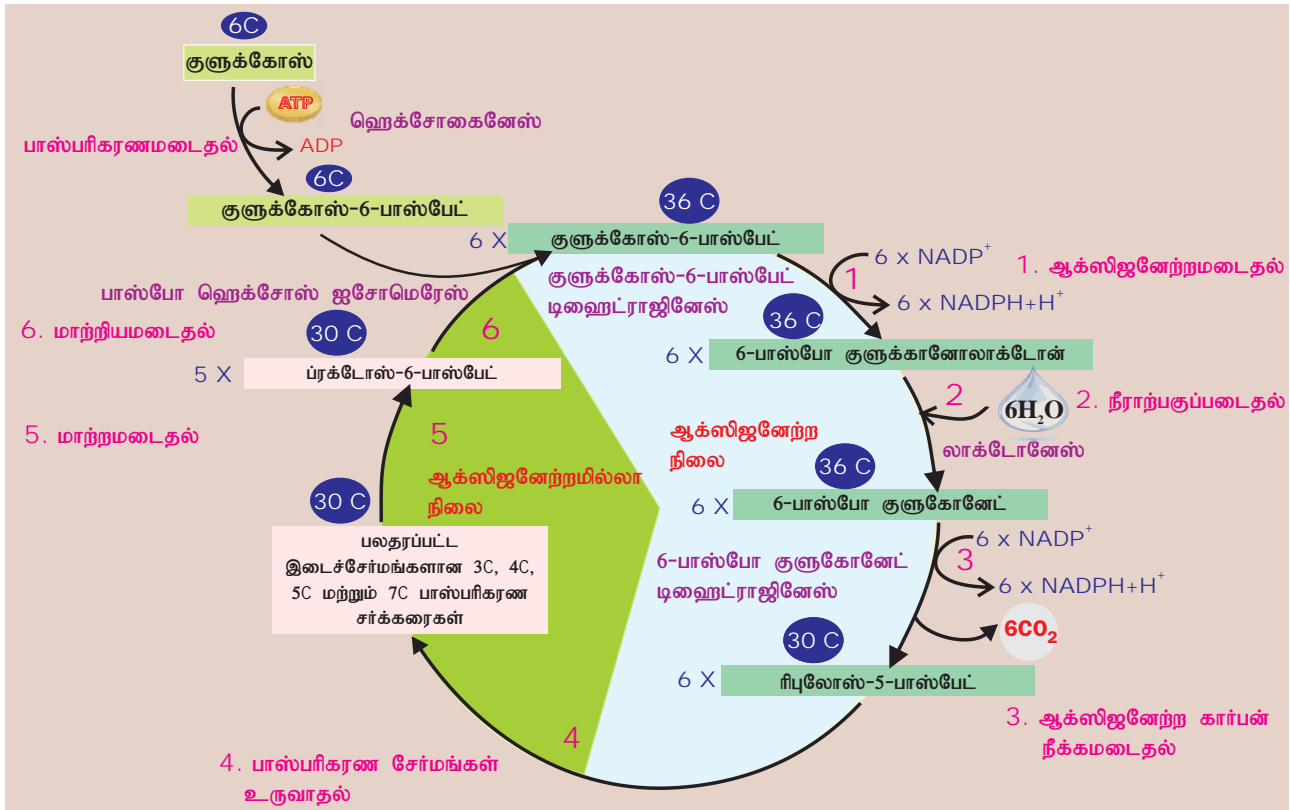 6C
குளுக்கோஸ்
ATP
ஹெக்சோகைனேஸ்
பாஸ்பரிகரணமடைதல்
ADP
6C
குளுக்கோஸ்-6-பாஸ்பேட்
36 C
6 X குளுக்கோஸ்-6-பாஸ்பேட்
குளுக்கோஸ்-6-பாஸ்பேட்
டிஹைட்ராஜினேஸ்
1
6 x NADP⁺
6 x NADPH+H⁺
1. ஆக்ஸிஜனேற்றமடைதல்
பாஸ்போ ஹெக்சோஸ் ஐசோமெரேஸ்
6. மாற்றியமடைதல்
6
30 C
5 X ப்ரக்டோஸ்-6-பாஸ்பேட்
36 C
6 X 6-பாஸ்போ குளுக்கானோலாக்டோன்
2
6H₂O
2. நீராற்பகுப்படைதல்
லாக்டோனேஸ்
5. மாற்றமடைதல்
5
ஆக்ஸிஜனேற்ற
நிலை
ஆக்ஸிஜனேற்றமில்லா
நிலை
36 C
6 X 6-பாஸ்போ குளுகோனேட்
30 C
பலதரப்பட்ட
இடைச்சேர்மங்களான 3C, 4C,
5C மற்றும் 7C பாஸ்பரிகரண
சர்க்கரைகள்
6-பாஸ்போ குளுகோனேட்
டிஹைட்ராஜினேஸ்
6 x NADP⁺
3
6 x NADPH+H⁺
6CO₂
30 C
6 X ரிபுலோஸ்-5-பாஸ்பேட்
3. ஆக்ஸிஜனேற்ற கார்பன்
நீக்கமடைதல்
4
4. பாஸ்பரிகரண சேர்மங்கள்
உருவாதல்